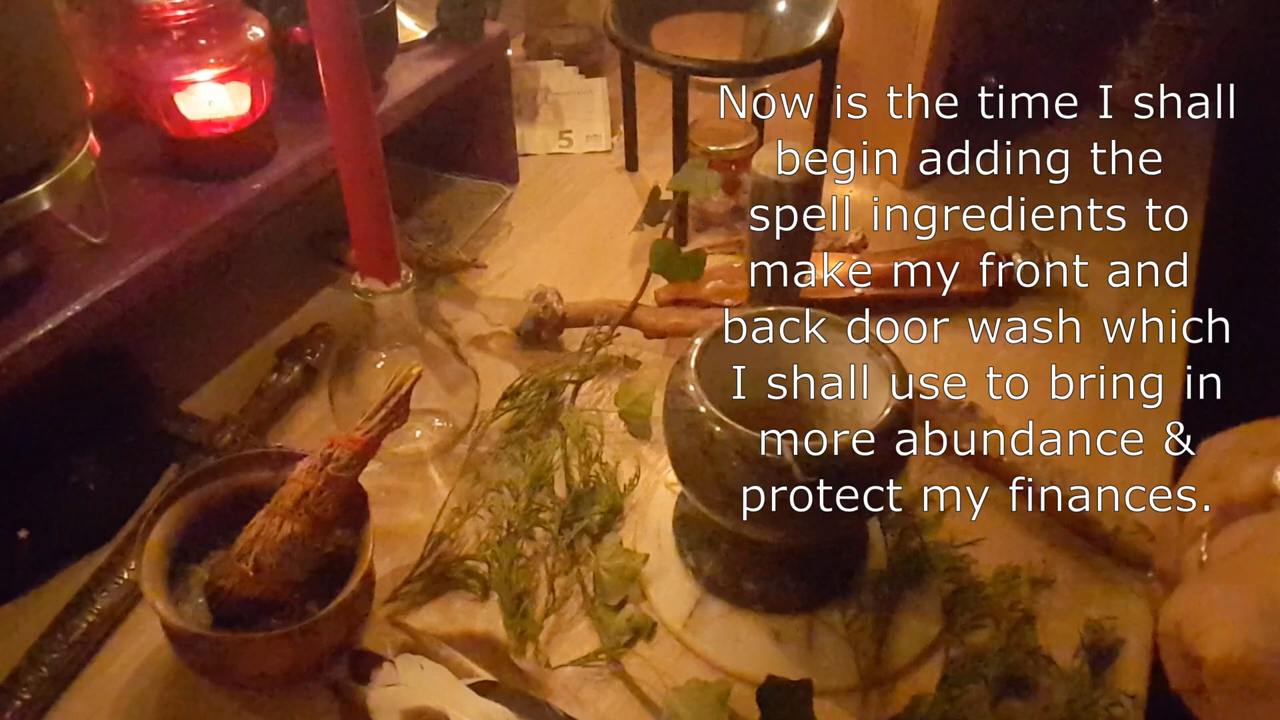 Now is the time I shall
begin adding the
spell ingredients to
make my front and
back door wash which
I shall use to bring in
more abundance &
protect my finances.
5